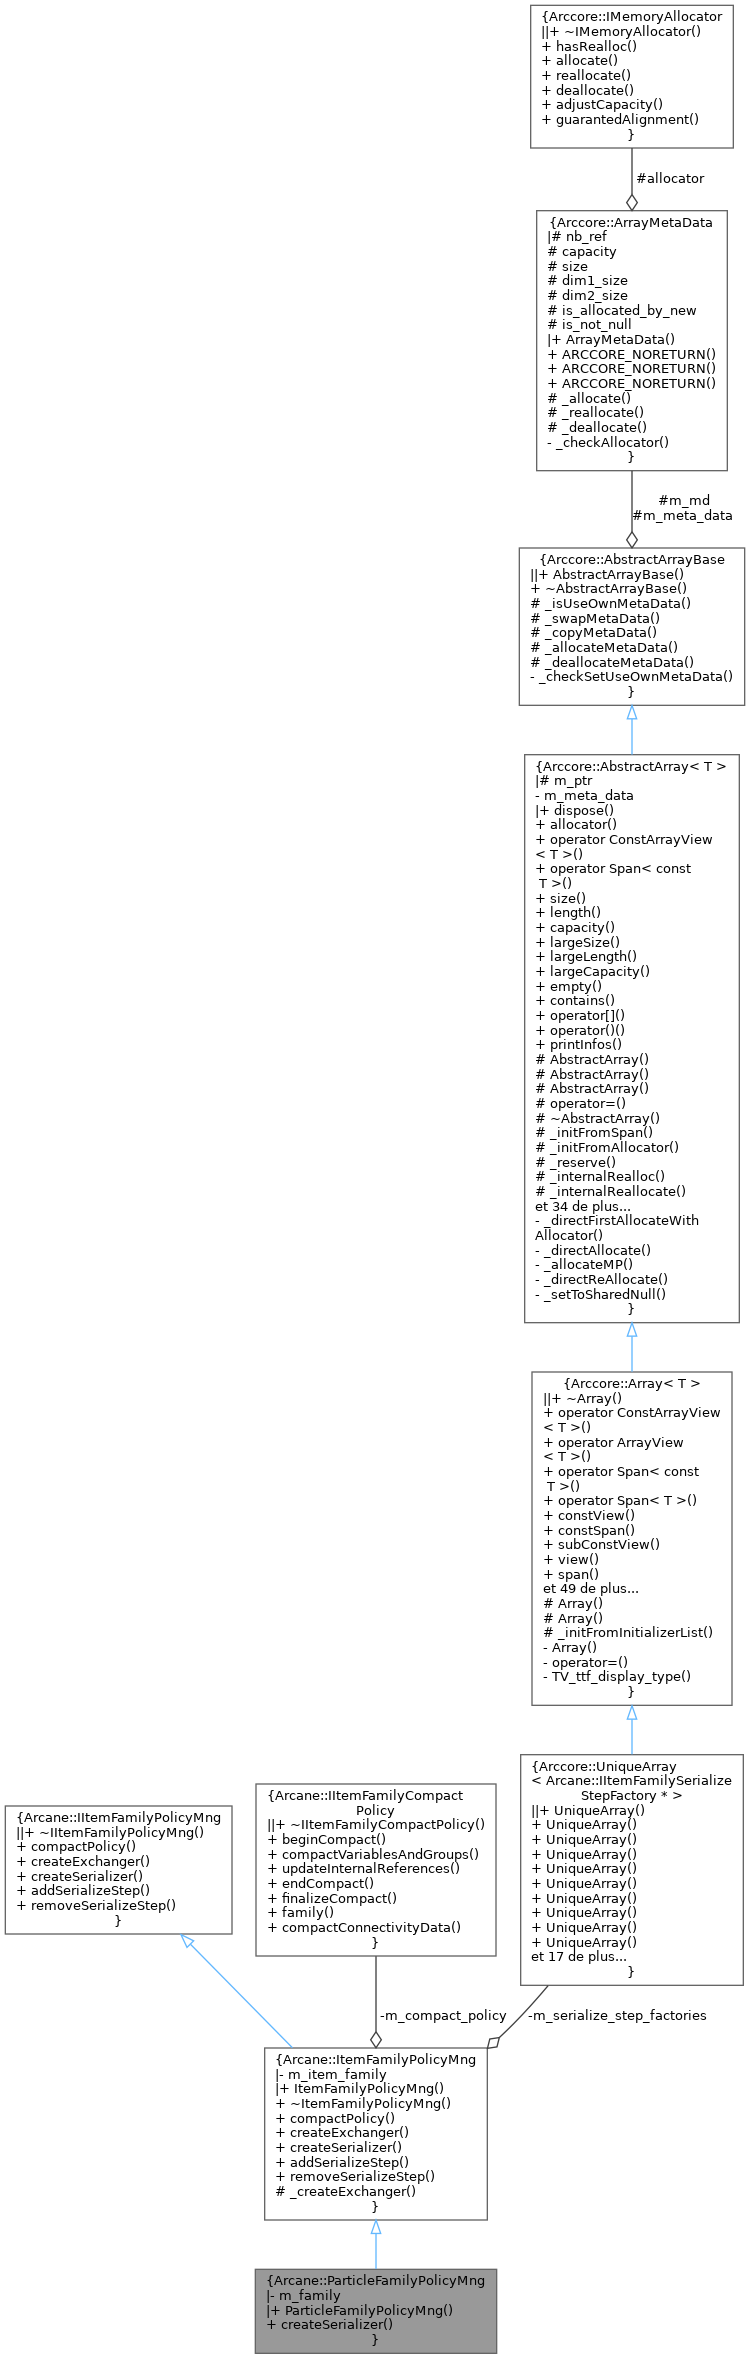 {Arccore::IMemoryAllocator
||+ ~IMemoryAllocator()
+ hasRealloc()
+ allocate()
+ reallocate()
+ deallocate()
+ adjustCapacity()
+ guarantedAlignment()
}
#allocator
{Arccore::ArrayMetaData
|# nb_ref
# capacity
# size
# dim1_size
# dim2_size
# is_allocated_by_new
# is_not_null
|+ ArrayMetaData()
+ ARCCORE_NORETURN()
+ ARCCORE_NORETURN()
+ ARCCORE_NORETURN()
# _allocate()
# _reallocate()
# _deallocate()
- _checkAllocator()
}
#m_md
#m_meta_data
{Arccore::AbstractArrayBase
||+ AbstractArrayBase()
+ ~AbstractArrayBase()
# _isUseOwnMetaData()
# _swapMetaData()
# _copyMetaData()
# _allocateMetaData()
# _deallocateMetaData()
- _checkSetUseOwnMetaData()
}
{Arccore::AbstractArray< T >
|# m_ptr
- m_meta_data
|+ dispose()
+ allocator()
+ operator ConstArrayView
< T >()
+ operator Span< const
T >()
+ size()
+ length()
+ capacity()
+ largeSize()
+ largeLength()
+ largeCapacity()
+ empty()
+ contains()
+ operator[]()
+ operator()()
+ printInfos()
# AbstractArray()
# AbstractArray()
# AbstractArray()
# operator=()
# ~AbstractArray()
# _initFromSpan()
# _initFromAllocator()
# _reserve()
# _internalRealloc()
# _internalReallocate()
et 34 de plus...
- _directFirstAllocateWith
Allocator()
- _directAllocate()
- _allocateMP()
- _directReAllocate()
- _setToSharedNull()
}
{Arccore::Array< T >
||+ ~Array()
+ operator ConstArrayView
< T >()
+ operator ArrayView
< T >()
+ operator Span< const
T >()
+ operator Span< T >()
+ constView()
+ constSpan()
+ subConstView()
+ view()
+ span()
et 49 de plus...
# Array()
# Array()
# _initFromInitializerList()
- Array()
- operator=()
- TV_ttf_display_type()
}
{Arcane::IItemFamilyPolicyMng
||+ ~IItemFamilyPolicyMng()
+ compactPolicy()
+ createExchanger()
+ createSerializer()
+ addSerializeStep()
+ removeSerializeStep()
}
{Arcane::IItemFamilyCompact
Policy
||+ ~IItemFamilyCompactPolicy()
+ beginCompact()
+ compactVariablesAndGroups()
+ updateInternalReferences()
+ endCompact()
+ finalizeCompact()
+ family()
+ compactConnectivityData()
}
{Arccore::UniqueArray
< Arcane::IItemFamilySerialize
StepFactory * >
||+ UniqueArray()
+ UniqueArray()
+ UniqueArray()
+ UniqueArray()
+ UniqueArray()
+ UniqueArray()
+ UniqueArray()
+ UniqueArray()
+ UniqueArray()
+ UniqueArray()
et 17 de plus...
}
-m_compact_policy
-m_serialize_step_factories
{Arcane::ItemFamilyPolicyMng
|- m_item_family
|+ ItemFamilyPolicyMng()
+ ~ItemFamilyPolicyMng()
+ compactPolicy()
+ createExchanger()
+ createSerializer()
+ addSerializeStep()
+ removeSerializeStep()
# _createExchanger()
}
{Arcane::ParticleFamilyPolicyMng
|- m_family
|+ ParticleFamilyPolicyMng()
+ createSerializer()
}